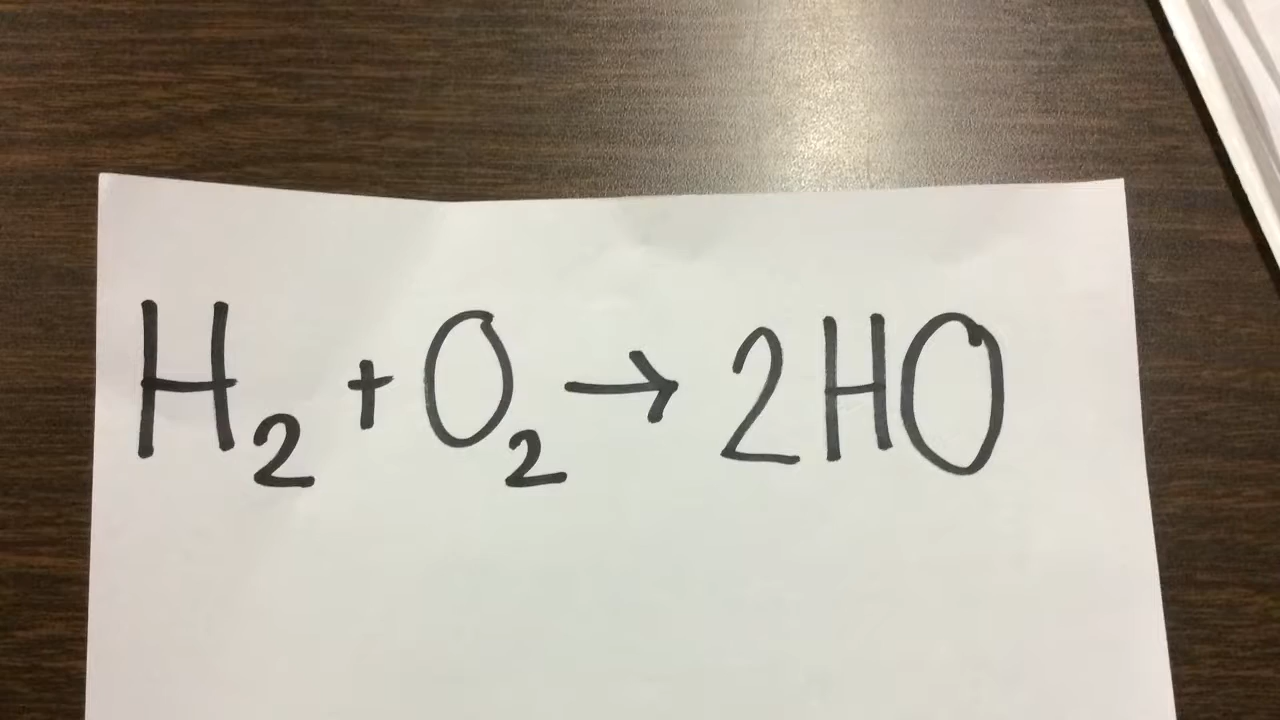 H₂ + O₂ → 2HO